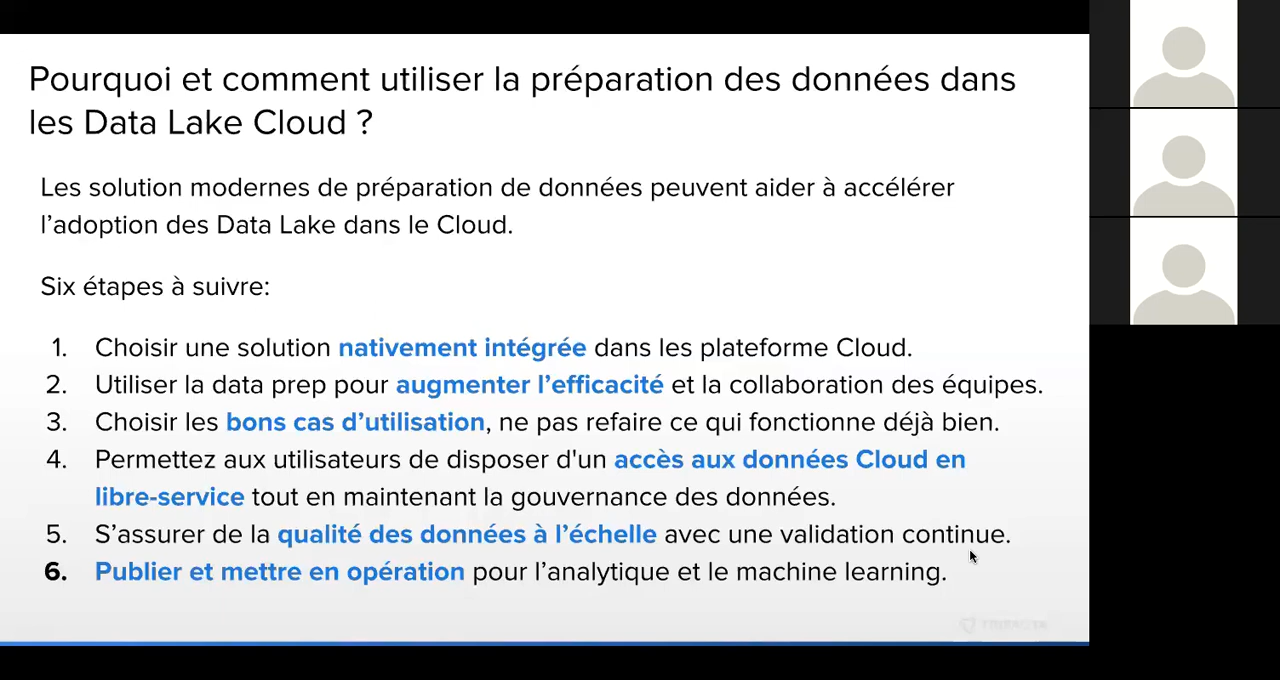 Pourquoi et comment utiliser la préparation des données dans
les Data Lake Cloud ?
Les solution modernes de préparation de données peuvent aider à accélérer
l’adoption des Data Lake dans le Cloud.
Six étapes à suivre:
1. Choisir une solution nativement intégrée dans les plateforme Cloud.
2. Utiliser la data prep pour augmenter l’efficacité et la collaboration des équipes.
3. Choisir les bons cas d’utilisation, ne pas refaire ce qui fonctionne déjà bien.
4. Permettez aux utilisateurs de disposer d'un accès aux données Cloud en
libre-service tout en maintenant la gouvernance des données.
5. S’assurer de la qualité des données à l’échelle avec une validation continue.
6. Publier et mettre en opération pour l’analytique et le machine learning.